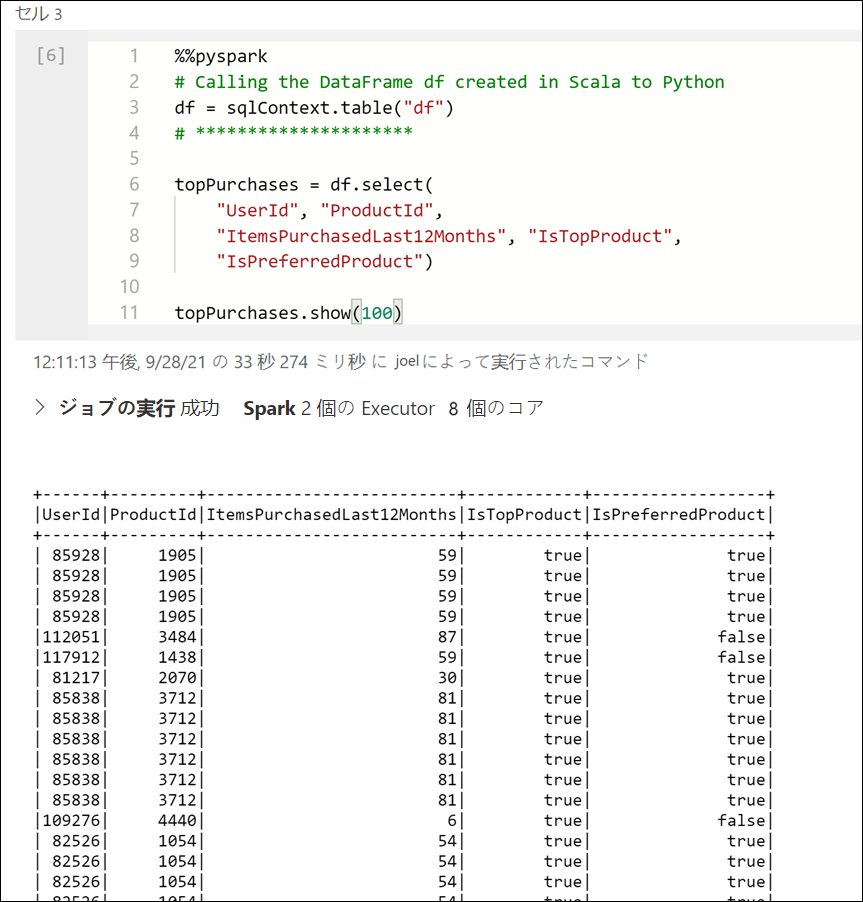 セル 3
[6]
1 %%pyspark
2 # Calling the DataFrame df created in Scala to Python
3 df = sqlContext.table("df")
4 # *********************
5
6 topPurchases = df.select(
7     "UserId", "ProductId",
8     "ItemsPurchasedLast12Months", "IsTopProduct",
9     "IsPreferredProduct")
10
11 topPurchases.show(100)
12:11:13 午後, 9/28/21 の 33 秒 274 ミリ秒 に joelによって実行されたコマンド
> ジョブの実行 成功 Spark 2 個の Executor 8 個のコア
+------+---------+--------------------------+------------+------------------+
|UserId|ProductId|ItemsPurchasedLast12Months|IsTopProduct|IsPreferredProduct|
+------+---------+--------------------------+------------+------------------+
| 85928|     1905|                        59|        true|              true|
| 85928|     1905|                        59|        true|              true|
| 85928|     1905|                        59|        true|              true|
| 85928|     1905|                        59|        true|              true|
|112051|     3484|                        87|        true|             false|
|117912|     1438|                        59|        true|             false|
| 81217|     2070|                        30|        true|              true|
| 85838|     3712|                        81|        true|              true|
| 85838|     3712|                        81|        true|              true|
| 85838|     3712|                        81|        true|              true|
| 85838|     3712|                        81|        true|              true|
| 85838|     3712|                        81|        true|              true|
| 85838|     3712|                        81|        true|              true|
|109276|     4440|                         6|        true|             false|
| 82526|     1054|                        54|        true|              true|
| 82526|     1054|                        54|        true|              true|
| 82526|     1054|                        54|        true|              true|